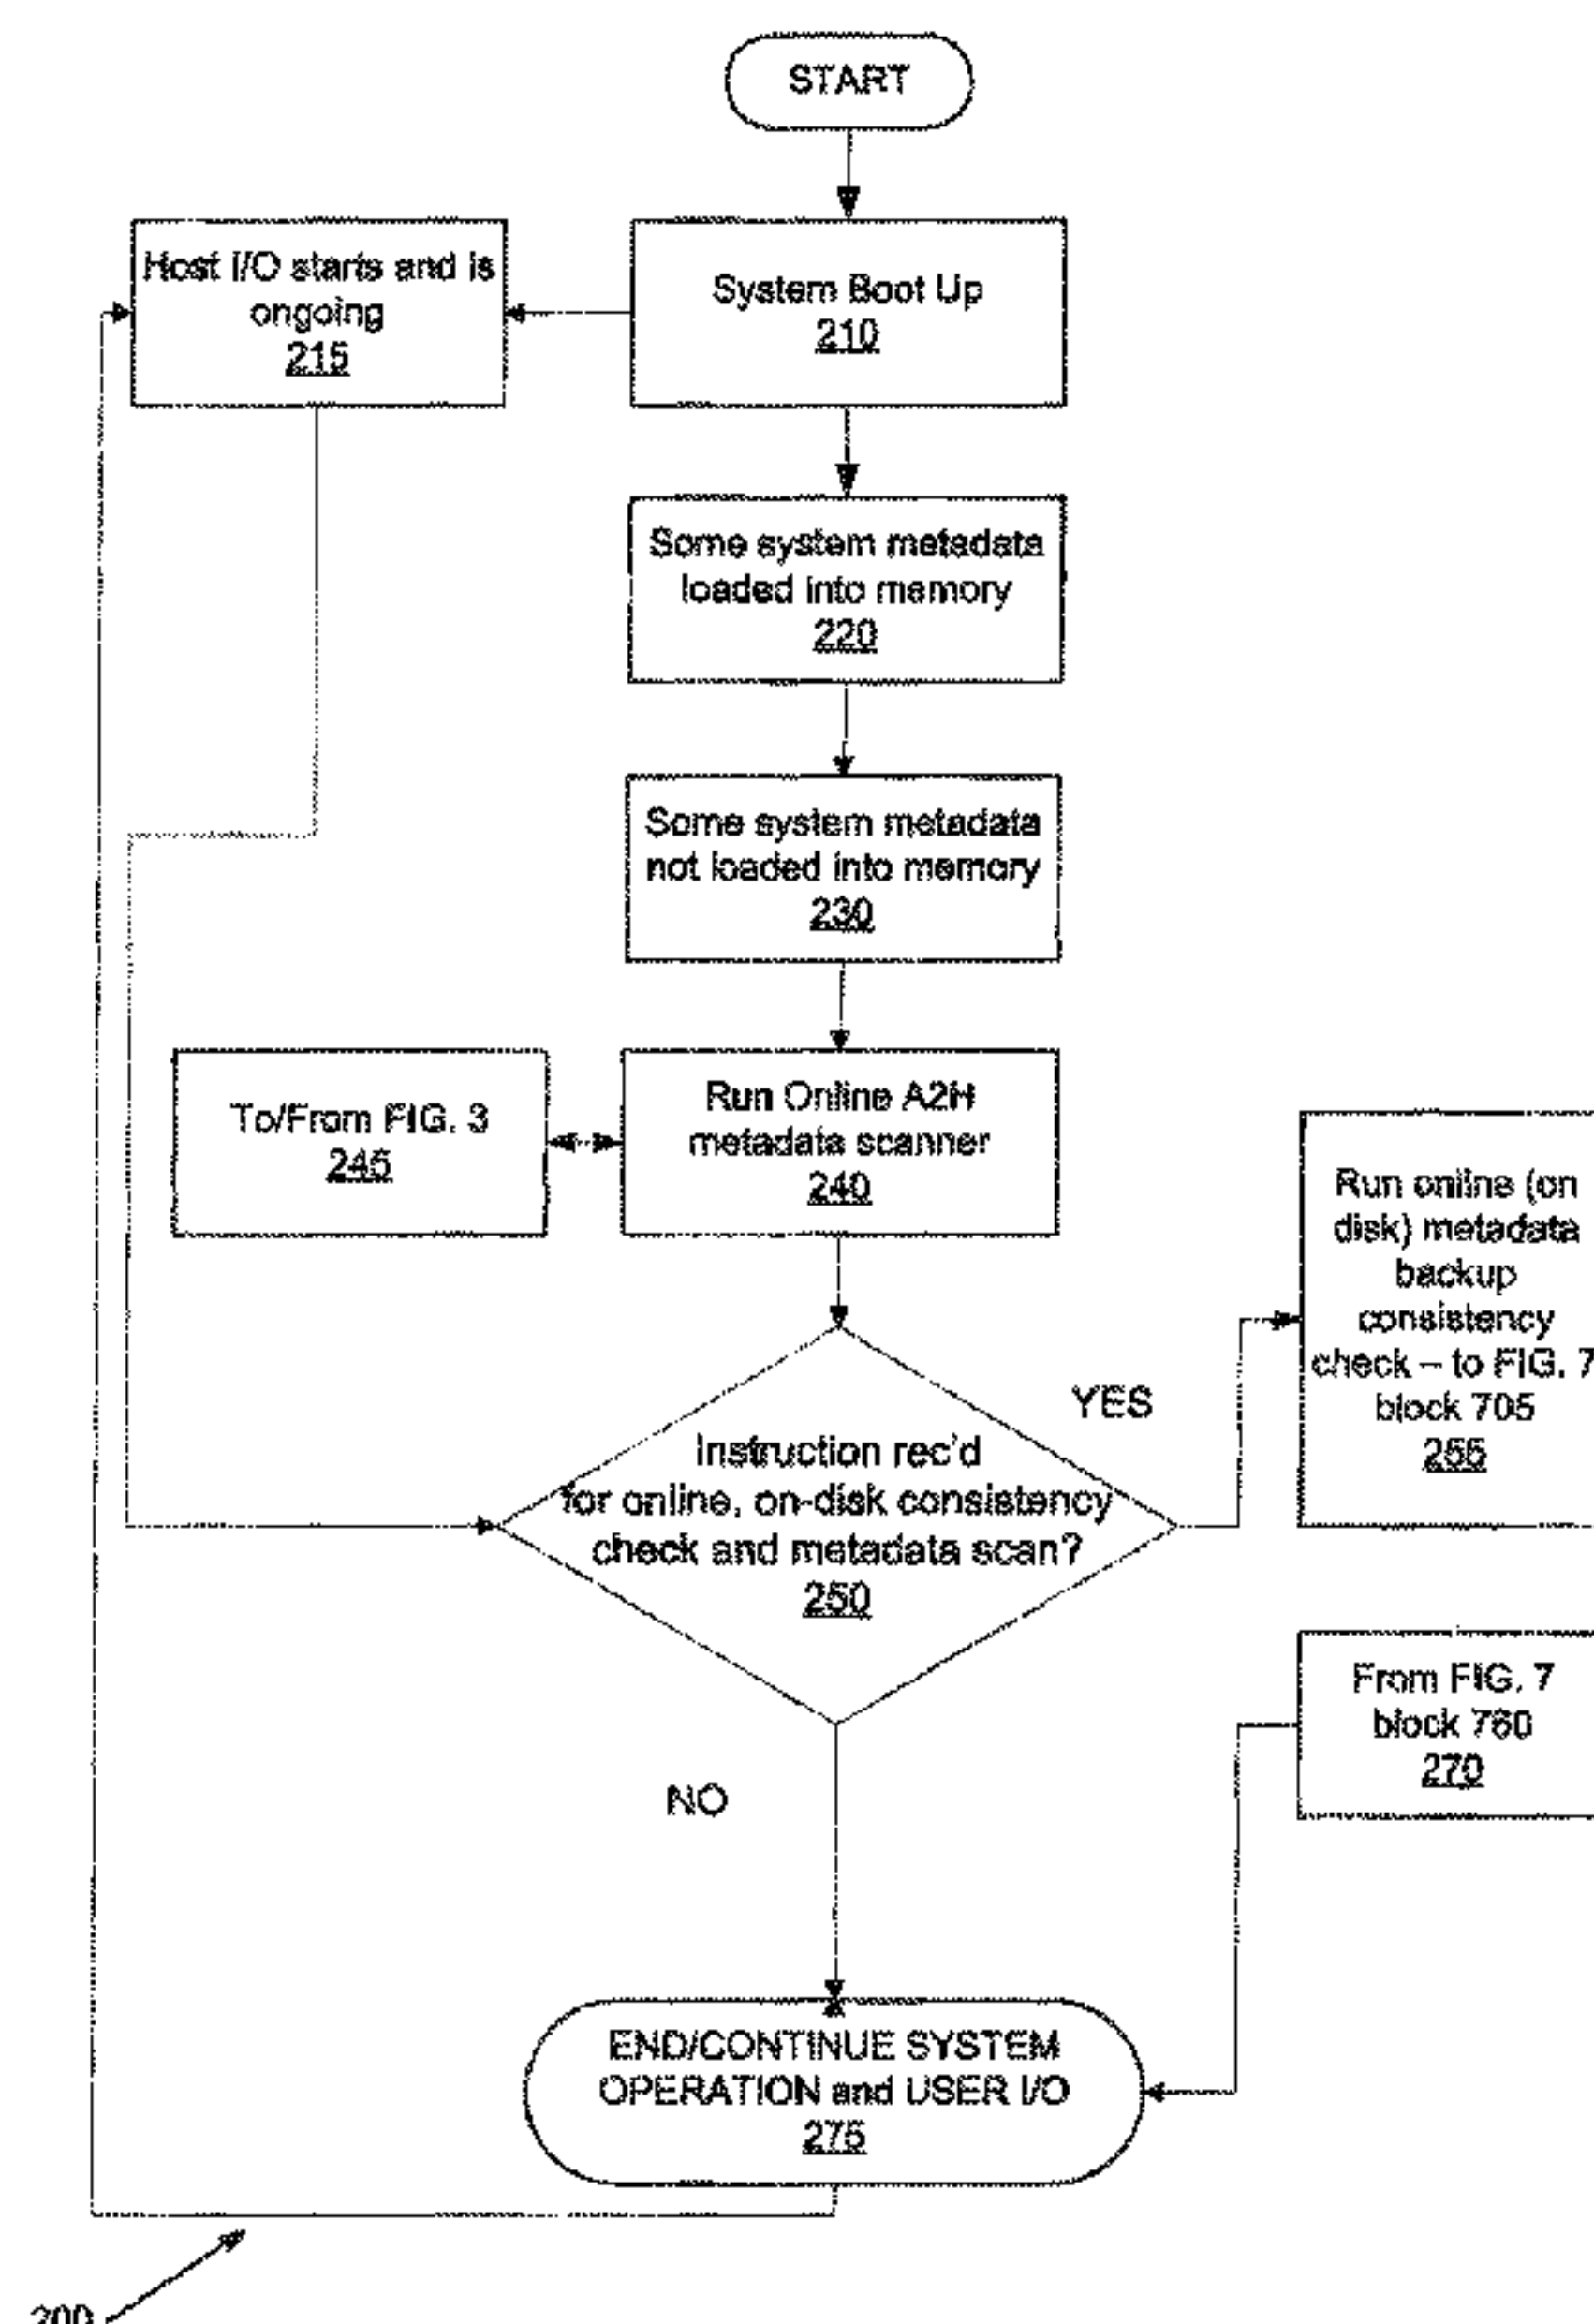 START
Host I/O starts and is
ongoing
215
System Boot Up
210
Some system metadata
loaded into memory
220
Some system metadata
not loaded into memory
230
To/From FIG. 3
245
Run Online A2H
metadata scanner
240
Run online (on
disk) metadata
backup
consistency
check – to FIG. 7
block 705
255
YES
Instruction rec'd
for online, on-disk consistency
check and metadata scan?
250
From FIG. 7
block 760
270
NO
END/CONTINUE SYSTEM
OPERATION and USER I/O
275
200